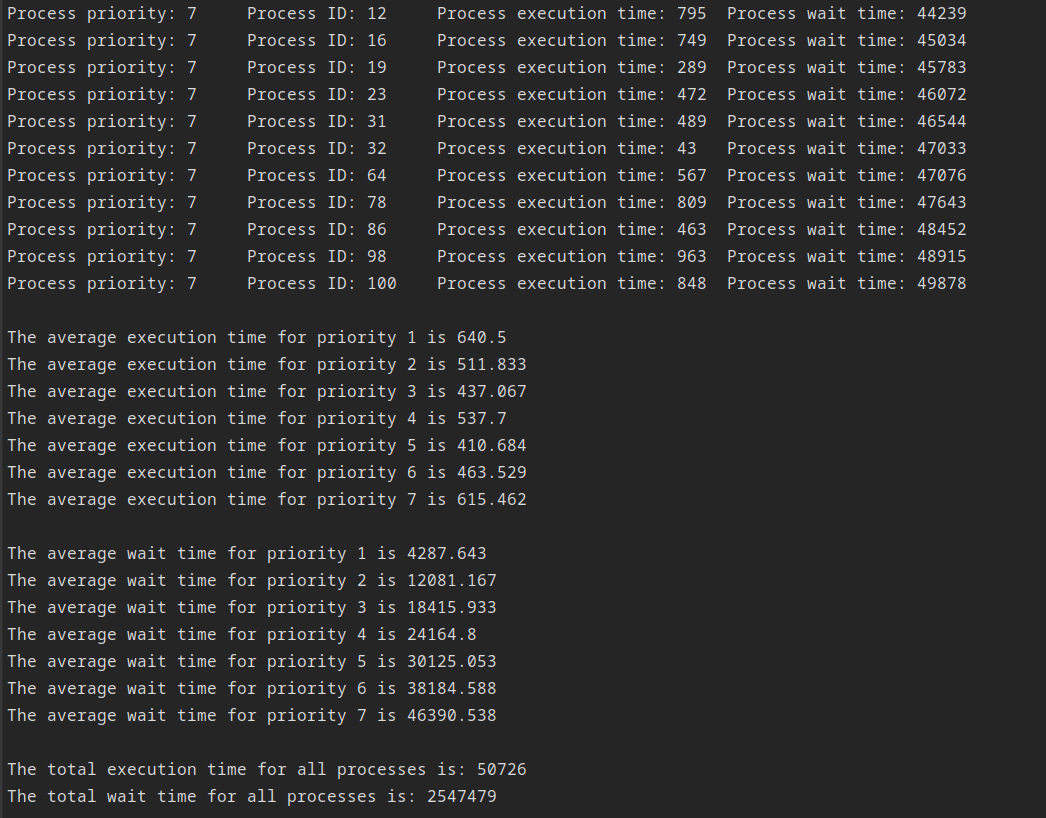 Process priority: 7 Process ID: 12 Process execution time: 795 Process wait time: 44239
Process priority: 7 Process ID: 16 Process execution time: 749 Process wait time: 45034
Process priority: 7 Process ID: 19 Process execution time: 289 Process wait time: 45783
Process priority: 7 Process ID: 23 Process execution time: 472 Process wait time: 46072
Process priority: 7 Process ID: 31 Process execution time: 489 Process wait time: 46544
Process priority: 7 Process ID: 32 Process execution time: 43 Process wait time: 47033
Process priority: 7 Process ID: 64 Process execution time: 567 Process wait time: 47076
Process priority: 7 Process ID: 78 Process execution time: 809 Process wait time: 47643
Process priority: 7 Process ID: 86 Process execution time: 463 Process wait time: 48452
Process priority: 7 Process ID: 98 Process execution time: 963 Process wait time: 48915
Process priority: 7 Process ID: 100 Process execution time: 848 Process wait time: 49878
The average execution time for priority 1 is 640.5
The average execution time for priority 2 is 511.833
The average execution time for priority 3 is 437.067
The average execution time for priority 4 is 537.7
The average execution time for priority 5 is 410.684
The average execution time for priority 6 is 463.529
The average execution time for priority 7 is 615.462
The average wait time for priority 1 is 4287.643
The average wait time for priority 2 is 12081.167
The average wait time for priority 3 is 18415.933
The average wait time for priority 4 is 24164.8
The average wait time for priority 5 is 30125.053
The average wait time for priority 6 is 38184.588
The average wait time for priority 7 is 46390.538
The total execution time for all processes is: 50726
The total wait time for all processes is: 2547479